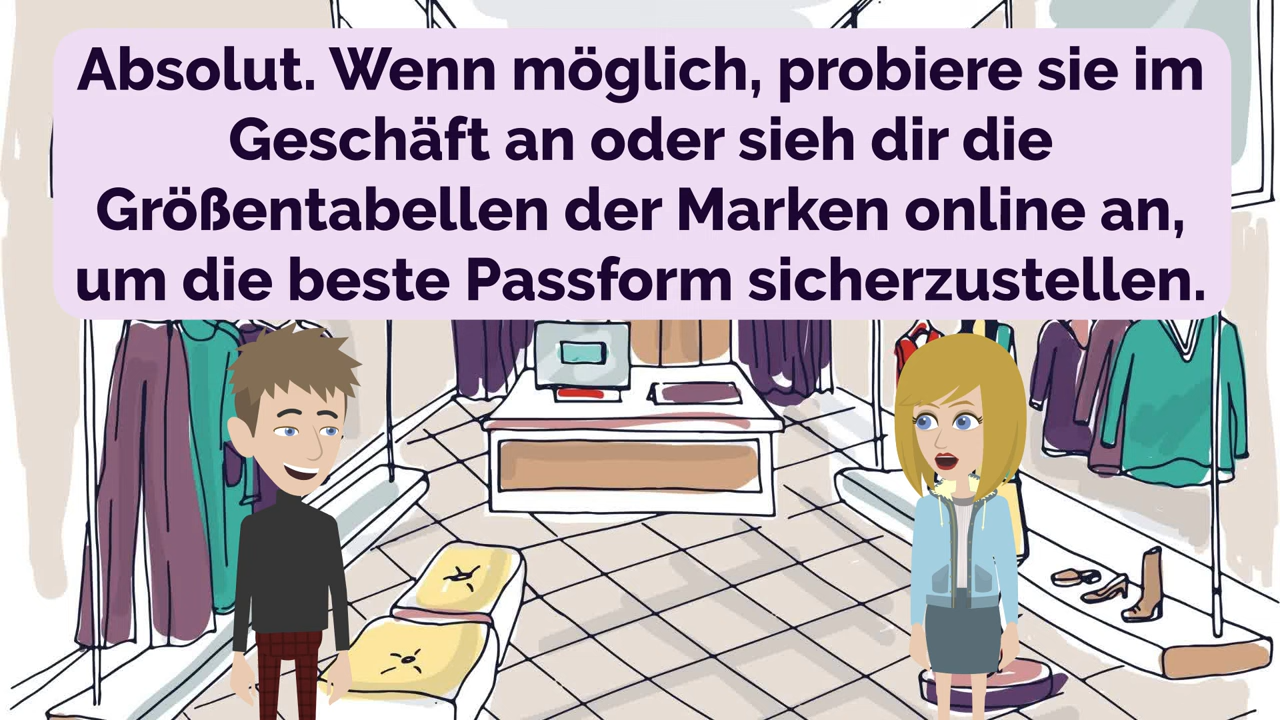 Absolut. Wenn möglich, probiere sie im
Geschäft an oder sieh dir die
Größentabellen der Marken online an,
um die beste Passform sicherzustellen.